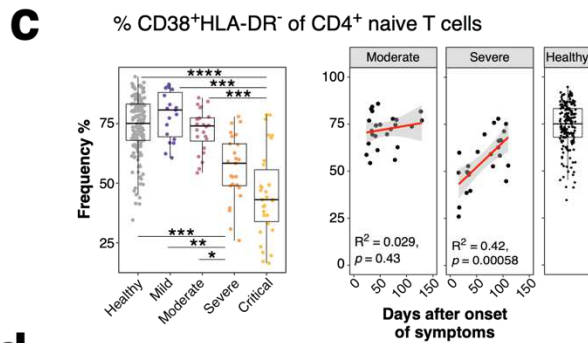 c
% CD38⁺HLA-DR⁻ of CD4⁺ naive T cells
Frequency %
75
50
25
****
***
***
***
**
*
Healthy
Mild
Moderate
Severe
Critical
Moderate
Severe
Healthy
100
75
50
25
0
R² = 0.029,
p = 0.43
R² = 0.42,
p = 0.00058
0
50
100
150
0
50
100
150
Days after onset
of symptoms